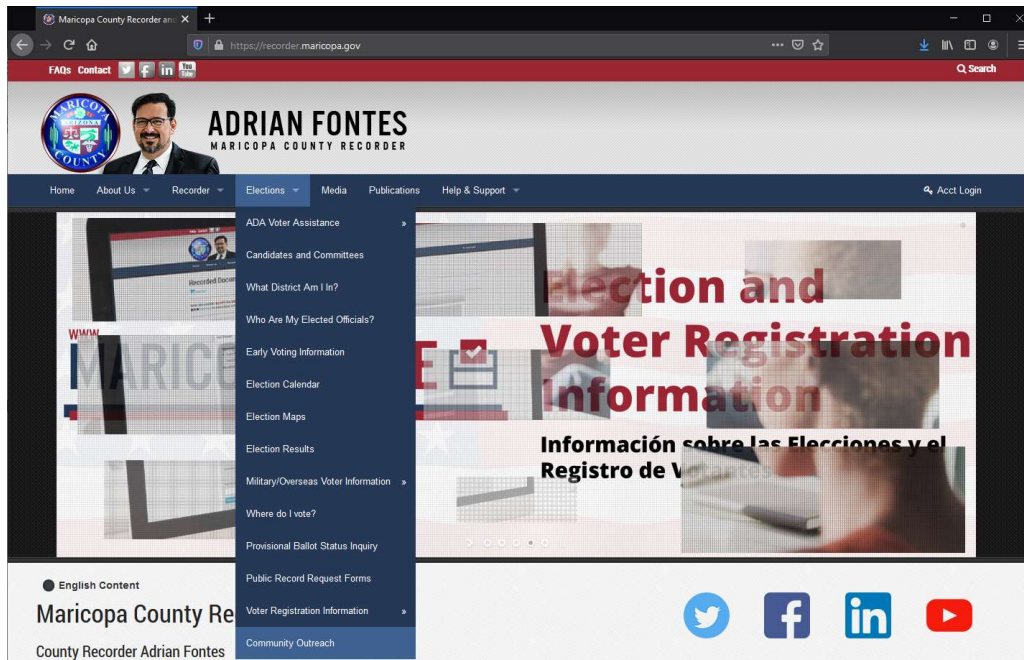 Maricopa County Recorder and
https://recorder.maricopa.gov
FAQs Contact
You Tube
Search
MARICOPA
ARIZONA
COUNTY
ADRIAN FONTES
MARICOPA COUNTY RECORDER
Home About Us Recorder Elections Media Publications Help & Support Acct Login
ADA Voter Assistance »
Candidates and Committees
What District Am I In?
Who Are My Elected Officials?
Early Voting Information
Election Calendar
Election Maps
Election Results
Military/Overseas Voter Information »
Where do I vote?
Provisional Ballot Status Inquiry
Public Record Request Forms
Voter Registration Information »
Community Outreach
WWW.
MARICO
E
Election and
Voter Registration
Information
Información sobre las Elecciones y el
Registro de V
English Content
Maricopa County Re
County Recorder Adrian Fontes
in